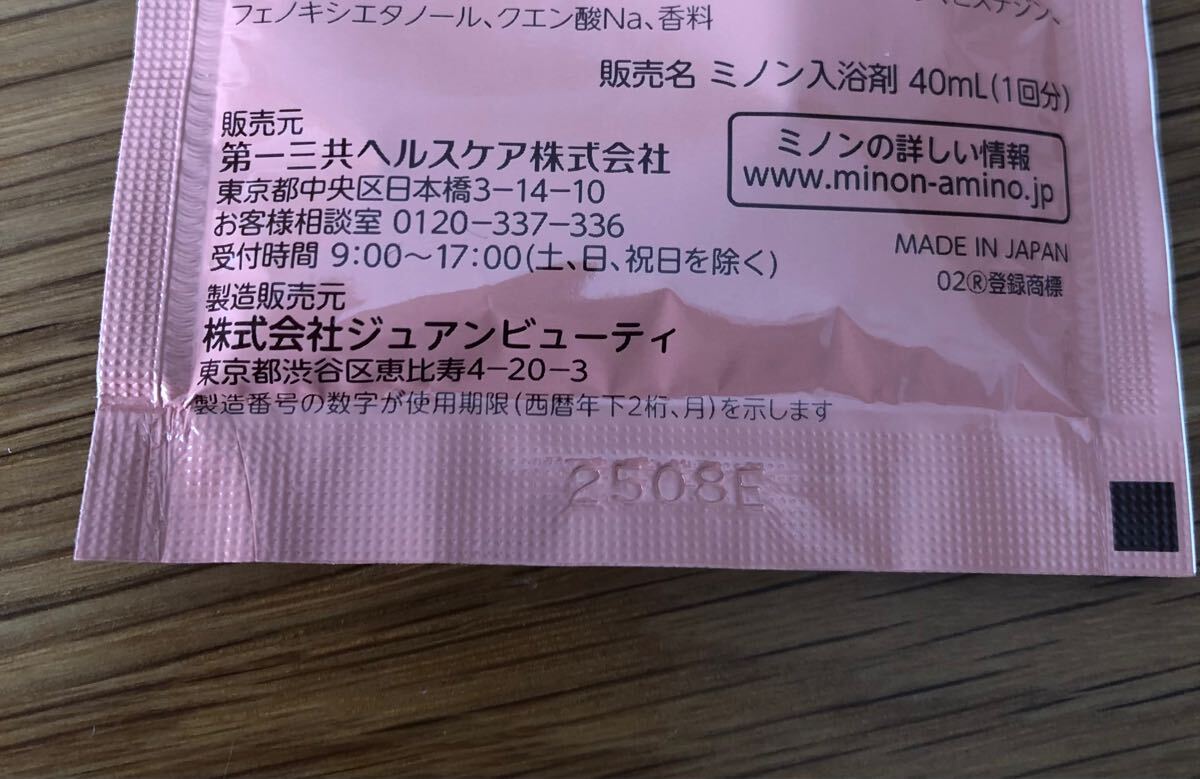 フェノキシエタノール、クエン酸Na、香料
販売名 ミノン入浴剤 40mL(1回分)
販売元
第一三共ヘルスケア株式会社
東京都中央区日本橋3-14-10
お客様相談室 0120-337-336
受付時間 9:00～17:00(土、日、祝日を除く)
ミノンの詳しい情報
www.minon-amino.jp
MADE IN JAPAN
02®登録商標
製造販売元
株式会社ジュアンビューティ
東京都渋谷区恵比寿4-20-3
製造番号の数字が使用期限(西暦年下2桁、月)を示します
2508E